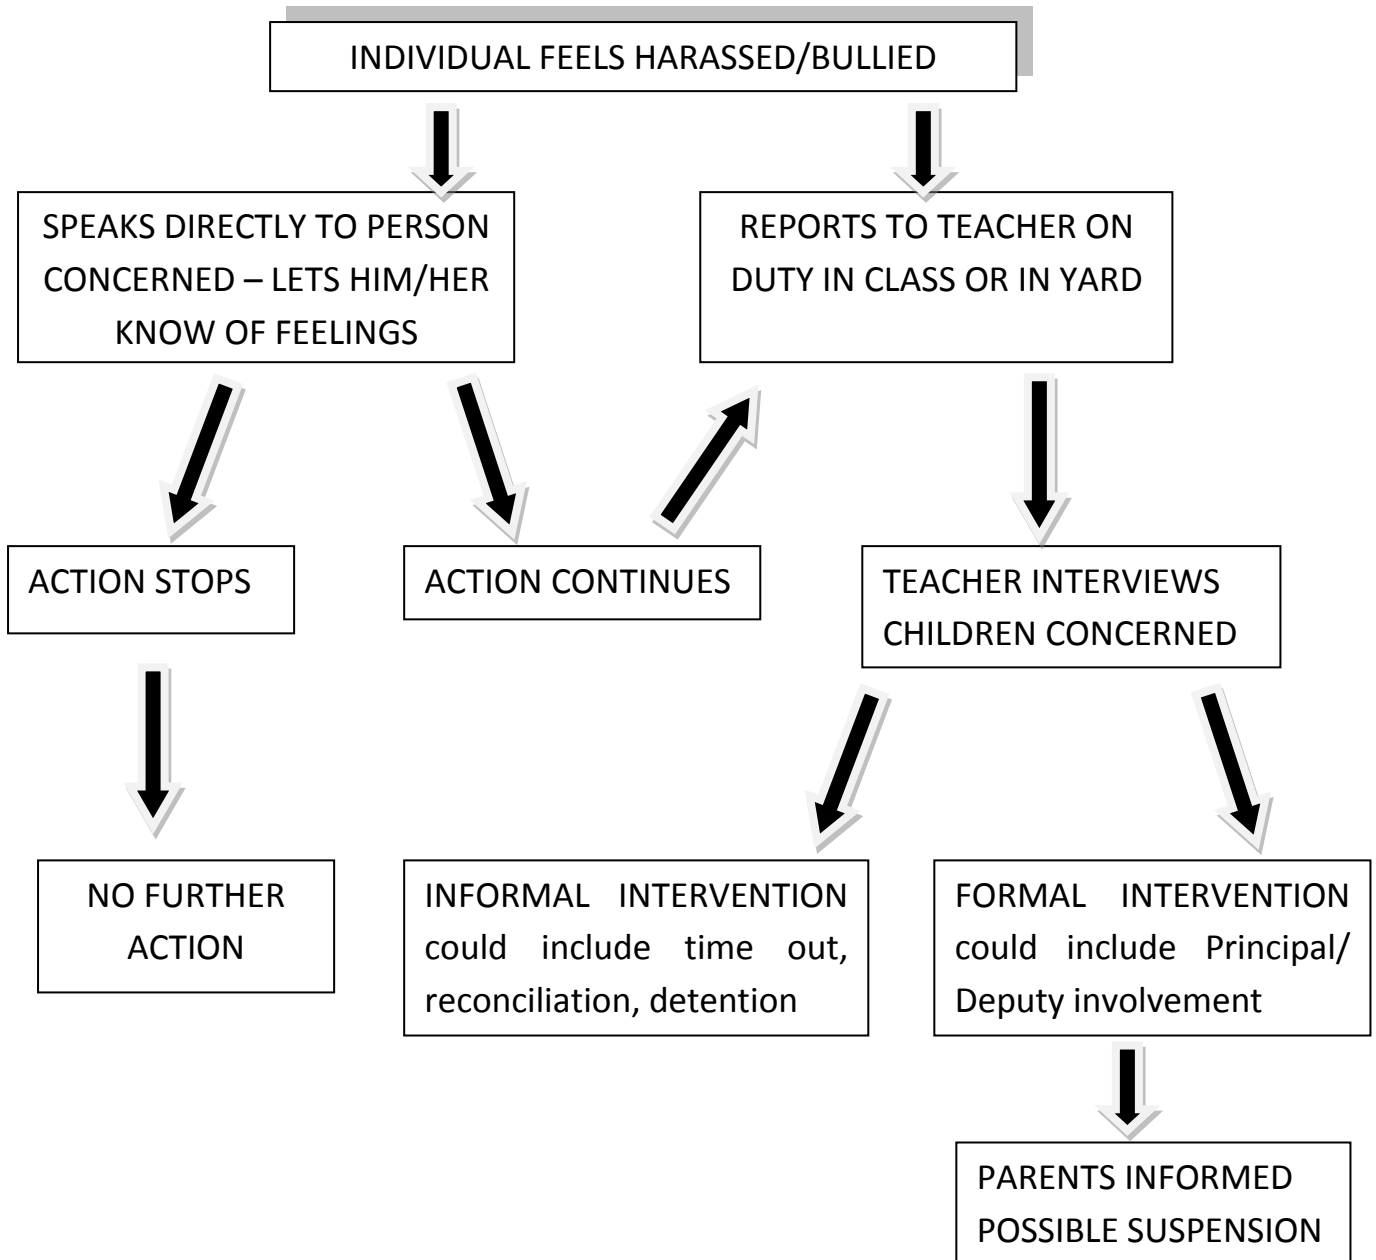 INDIVIDUAL FEELS HARASSED/BULLIED
SPEAKS DIRECTLY TO PERSON
CONCERNED – LETS HIM/HER
KNOW OF FEELINGS
REPORTS TO TEACHER ON
DUTY IN CLASS OR IN YARD
ACTION STOPS
ACTION CONTINUES
TEACHER INTERVIEWS
CHILDREN CONCERNED
NO FURTHER
ACTION
INFORMAL INTERVENTION
could include time out,
reconciliation, detention
FORMAL INTERVENTION
could include Principal/
Deputy involvement
PARENTS INFORMED
POSSIBLE SUSPENSION